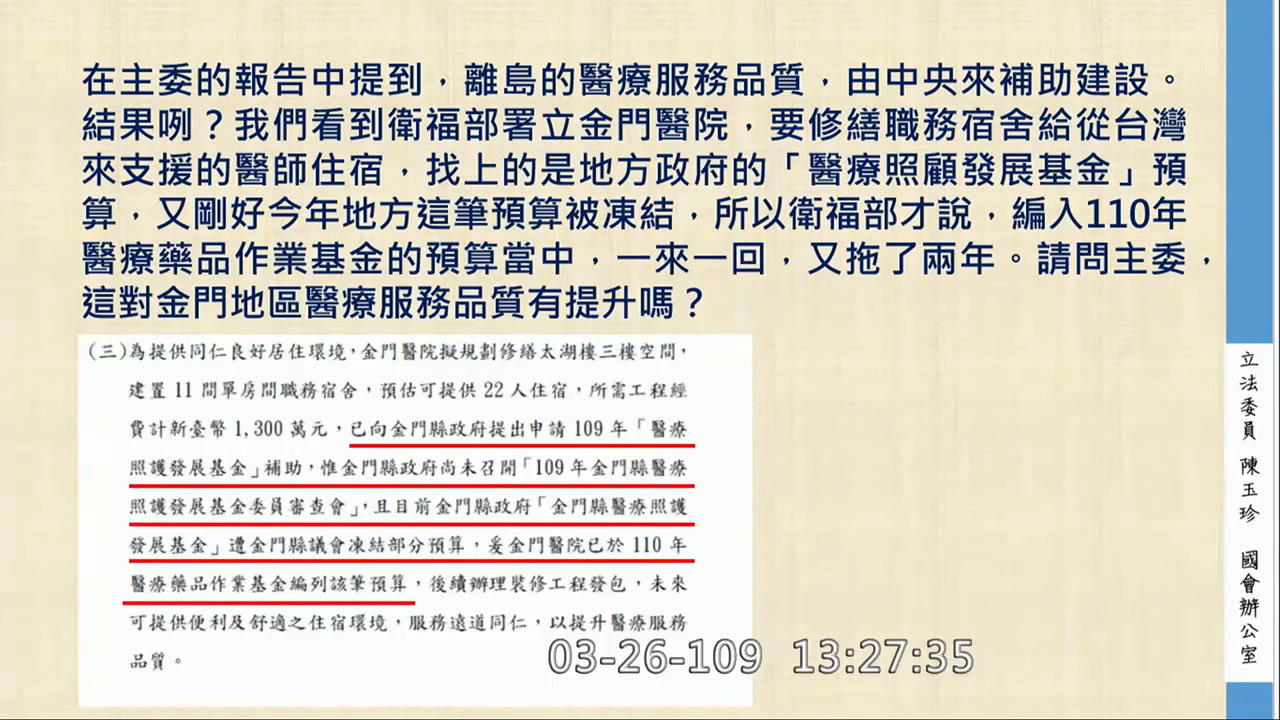 在主委的報告中提到，離島的醫療服務品質，由中央來補助建設。
結果咧？我們看到衛福部署立金門醫院，要修繕職務宿舍給從台灣
來支援的醫師住宿，找上的是地方政府的「醫療照顧發展基金」預
算，又剛好今年地方這筆預算被凍結，所以衛福部才說，編入110年
醫療藥品作業基金的預算當中，一來一回，又拖了兩年。請問主委，
這對金門地區醫療服務品質有提升嗎？
(三)為提供同仁良好居住環境，金門醫院擬規劃修繕太湖樓三樓空間，
建置 11 間單房間職務宿舍，預估可提供 22 人住宿，所需工程經
費計新臺幣 1,300 萬元，已向金門縣政府提出申請 109 年「醫療
照護發展基金」補助，惟金門縣政府尚未召開「109 年金門縣醫療
照護發展基金委員審查會」，且目前金門縣政府「金門縣醫療照護
發展基金」遭金門縣議會凍結部分預算，爰金門醫院已於 110 年
醫療藥品作業基金編列該筆預算，後續辦理裝修工程發包，未來
可提供便利及舒適之住宿環境，服務遠道同仁，以提升醫療服務
品質。
立法委員 陳玉珍 國會辦公室
03-26-109 13:27:35